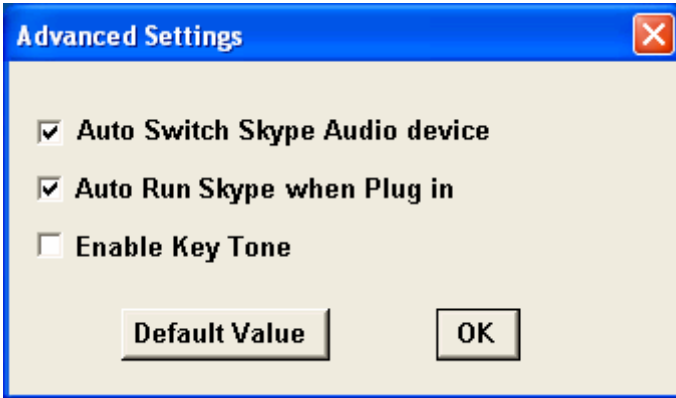 Advanced Settings
Auto Switch Skype Audio device
Auto Run Skype when Plug in
Enable Key Tone
Default Value OK